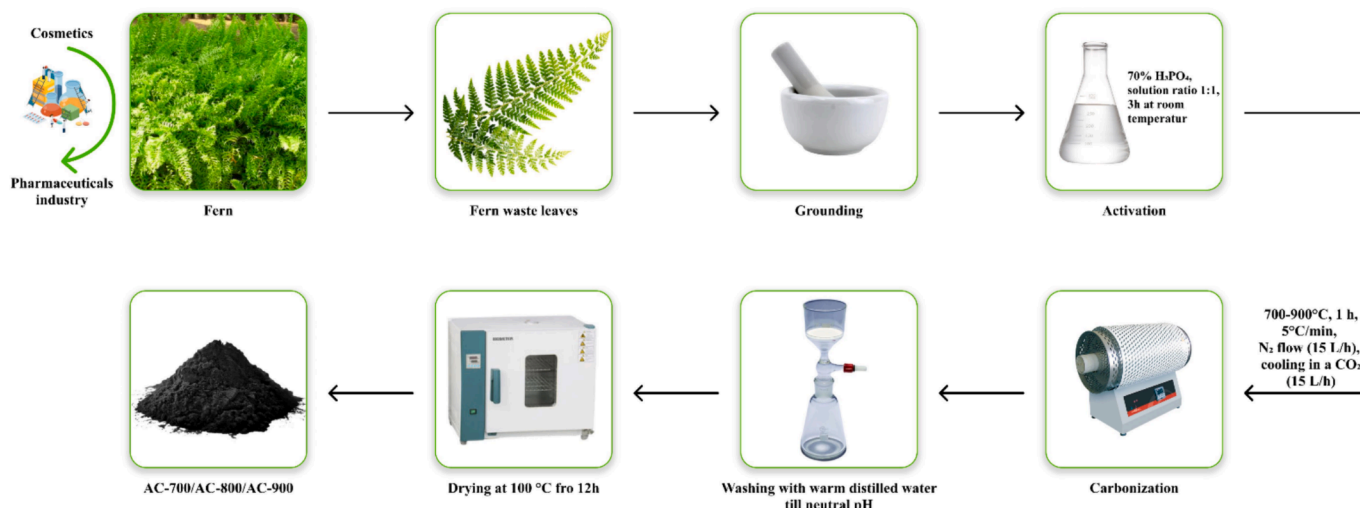 Cosmetics
Pharmaceuticals
industry
Fern
Fern waste leaves
Grounding
70% H₃PO₄,
solution ratio 1:1,
3h at room
temperatur
Activation
700-900°C, 1 h,
5°C/min,
N₂ flow (15 L/h),
cooling in a CO₂
(15 L/h)
Carbonization
Washing with warm distilled water
till neutral pH
Drying at 100 °C fro 12h
AC-700/AC-800/AC-900